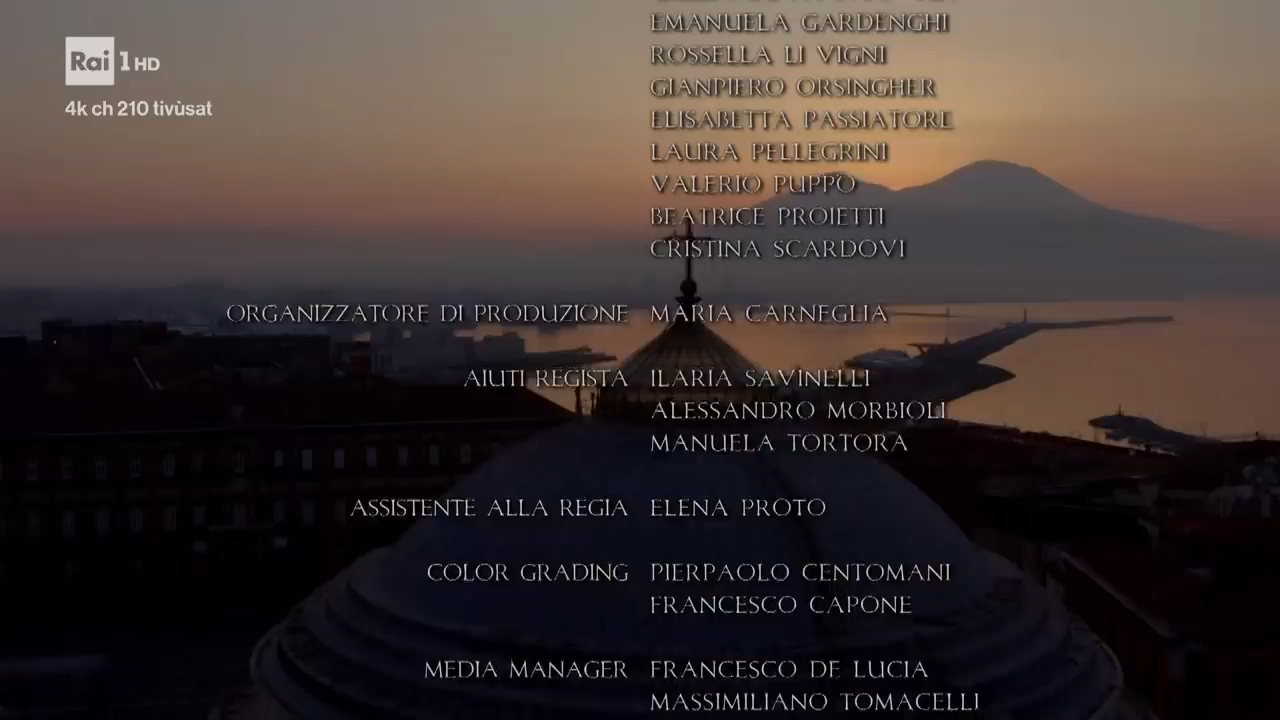 Rai 1 HD
4k ch 210 tivùsat
EMANUELA GARDENGHI
ROSSELLA LI VIGNI
GIANPIERO ORSINGHER
ELISABETTA PASSIATORE
LAURA PELLEGRINI
VALERIO PUPPO
BEATRICE PROIETTI
CRISTINA SCARDOVI
ORGANIZZATORE DI PRODUZIONE MARIA CARNEGLIA
AIUTI REGISTA ILARIA SAVINELLI
ALESSANDRO MORBIOLI
MANUELA TORTORA
ASSISTENTE ALLA REGIA ELENA PROTO
COLOR GRADING PIERPAOLO CENTOMANI
FRANCESCO CAPONE
MEDIA MANAGER FRANCESCO DE LUCIA
MASSIMILIANO TOMACELLI